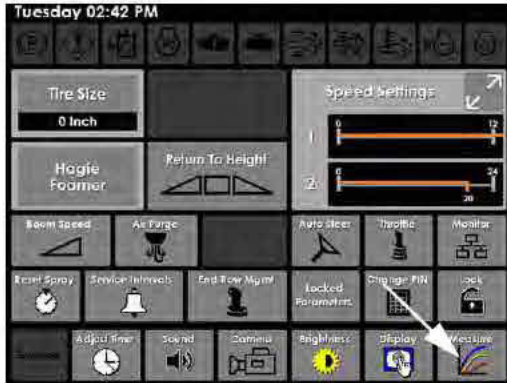 Tuesday 02:42 PM
Tire Size
0 Inch
Speed Settings
1
0
12
2
0
24
20
Hagie
Foamer
Return To Height
Boom Speed
Air Purge
Auto Steer
Throttle
Monitor
Reset Spray
Service Intervals
End Row Mgmt
Locked
Parameters
Change PIN
Lock
Adjust Time
Sound
Camera
Brightness
Display
Measure